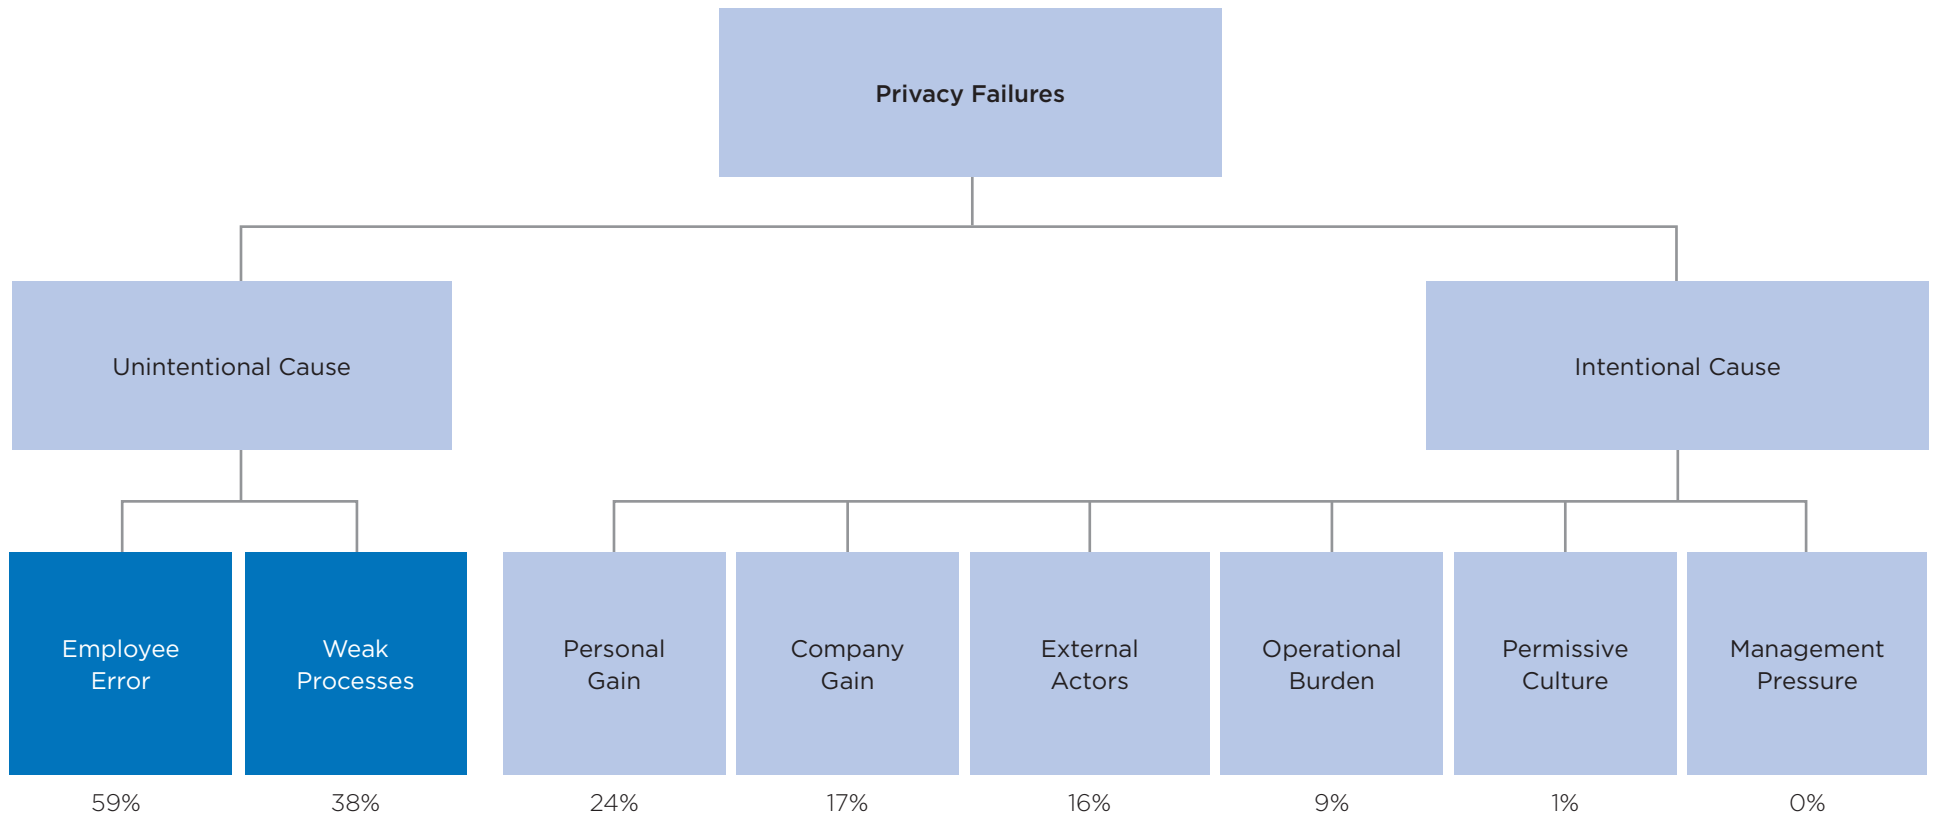 Privacy Failures
Unintentional Cause
Intentional Cause
Employee
Error
Weak
Processes
Personal
Gain
Company
Gain
External
Actors
Operational
Burden
Permissive
Culture
Management
Pressure
59%
38%
24%
17%
16%
9%
1%
0%